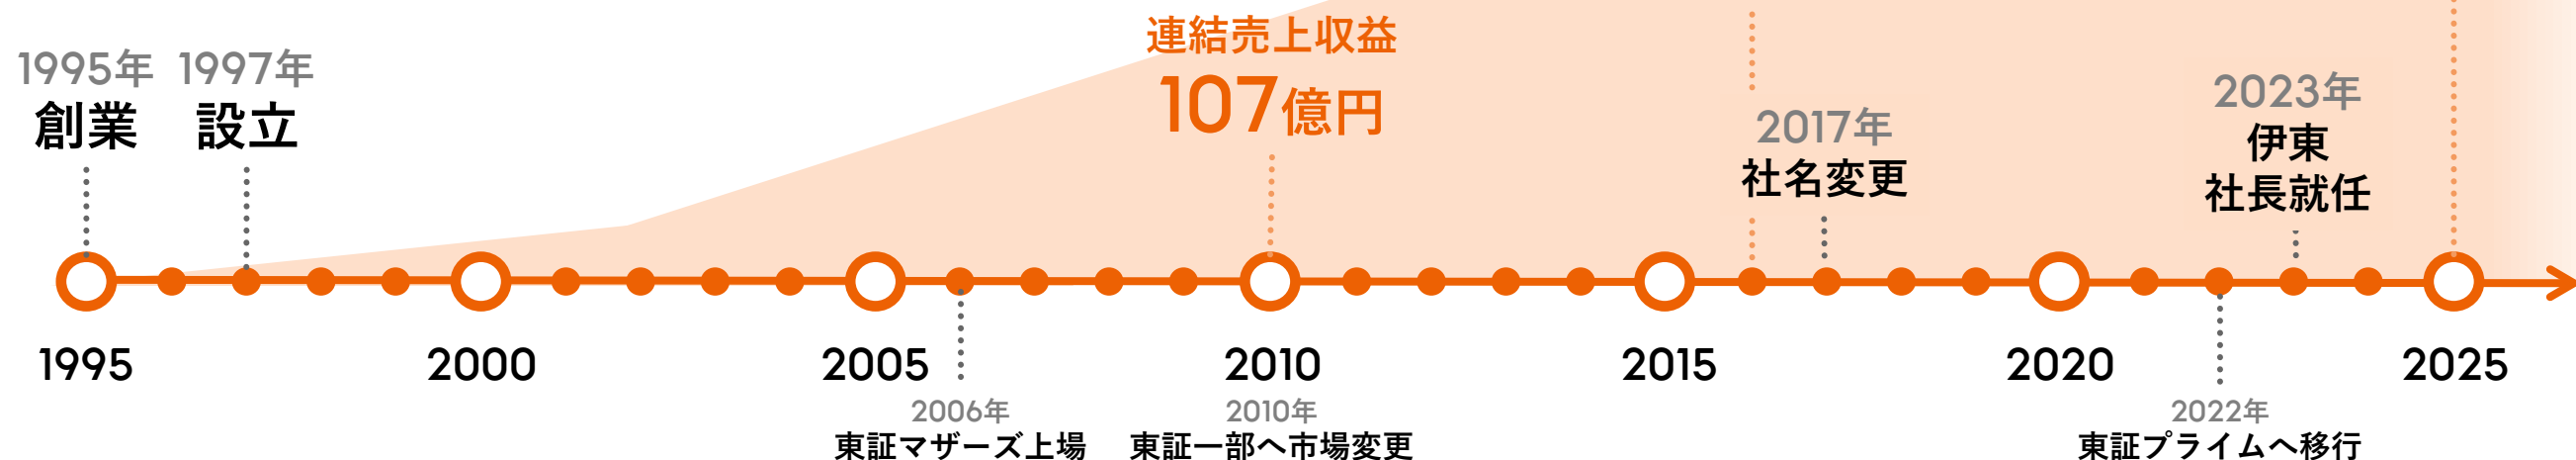 1995年
創業
1997年
設立
連結売上収益
107億円
2017年
社名変更
2023年
伊東
社長就任
1995
2000
2005
2010
2015
2020
2025
2006年
東証マザーズ上場
2010年
東証一部へ市場変更
2022年
東証プライムへ移行